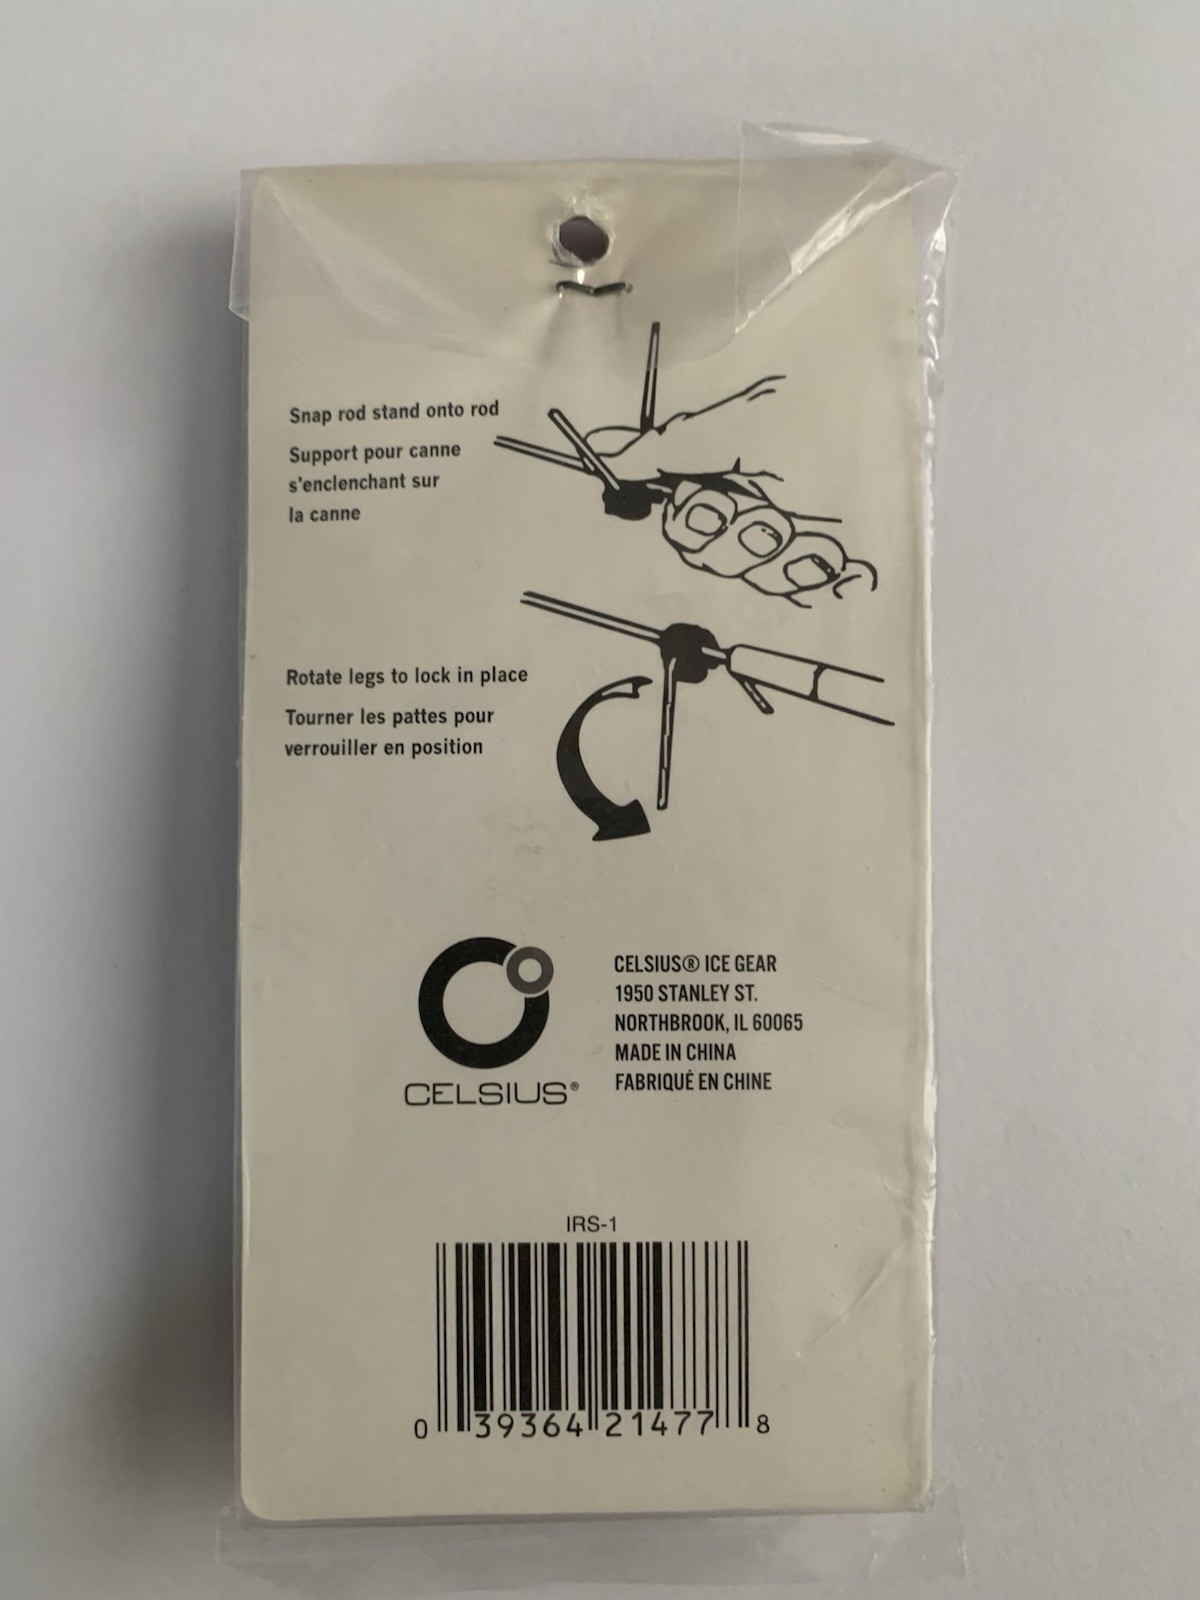 Snap rod stand onto rod
Support pour canne
s'enclenchant sur
la canne
Rotate legs to lock in place
Tourner les pattes pour
verrouiller en position
CELSIUS®
CELSIUS® ICE GEAR
1950 STANLEY ST.
NORTHBROOK, IL 60065
MADE IN CHINA
FABRIQUÉ EN CHINE
IRS-1
0 39364 21477 8